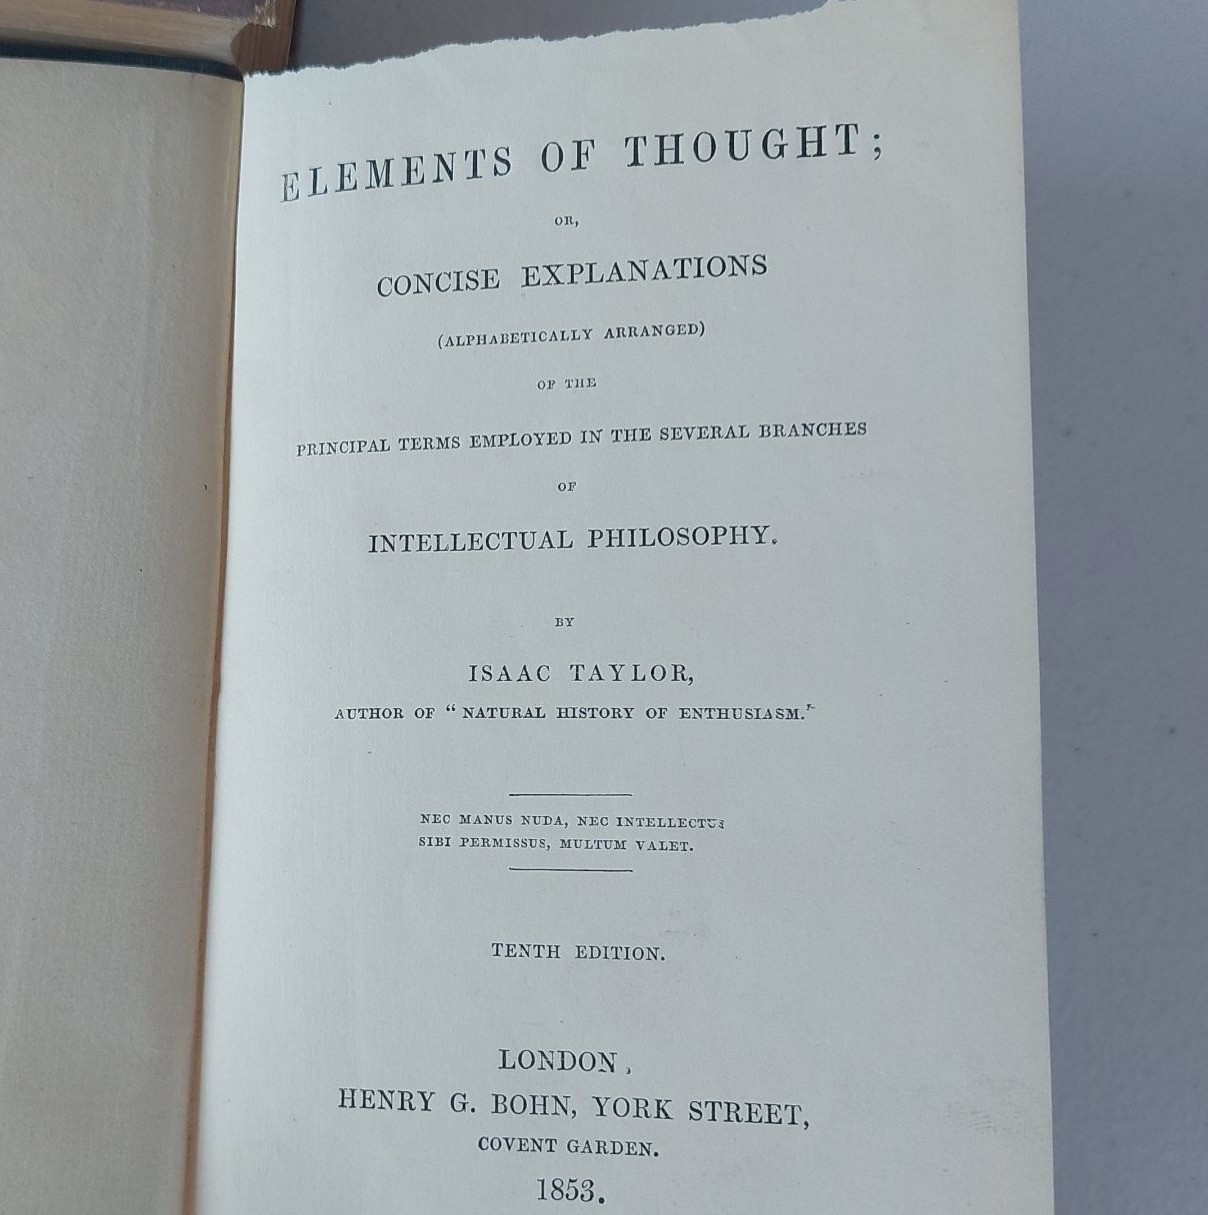 ELEMENTS OF THOUGHT;
OR,
CONCISE EXPLANATIONS
(ALPHABETICALLY ARRANGED)
OF THE
PRINCIPAL TERMS EMPLOYED IN THE SEVERAL BRANCHES
OF
INTELLECTUAL PHILOSOPHY.
BY
ISAAC TAYLOR,
AUTHOR OF “ NATURAL HISTORY OF ENTHUSIASM.”
NEC MANUS NUDA, NEC INTELLECTUS
SIBI PERMISSUS, MULTUM VALET.
TENTH EDITION.
LONDON,
HENRY G. BOHN, YORK STREET,
COVENT GARDEN.
1853.